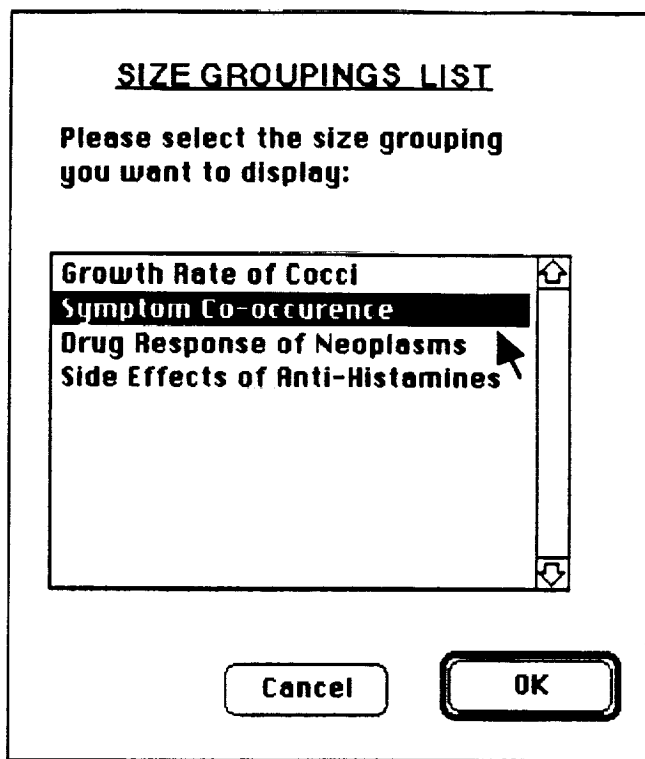 SIZE GROUPINGS LIST
Please select the size grouping
you want to display:
Growth Rate of Cocci
Symptom Co-occurence
Drug Response of Neoplasms
Side Effects of Anti-Histamines
Cancel
OK